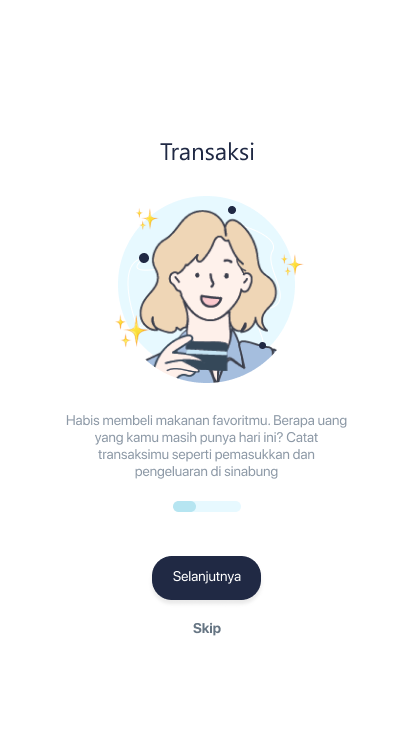 Transaksi
Habis membeli makanan favoritmu. Berapa uang
yang kamu masih punya hari ini? Catat
transaksimu seperti pemasukkan dan
pengeluaran di sinabung
Selanjutnya
Skip